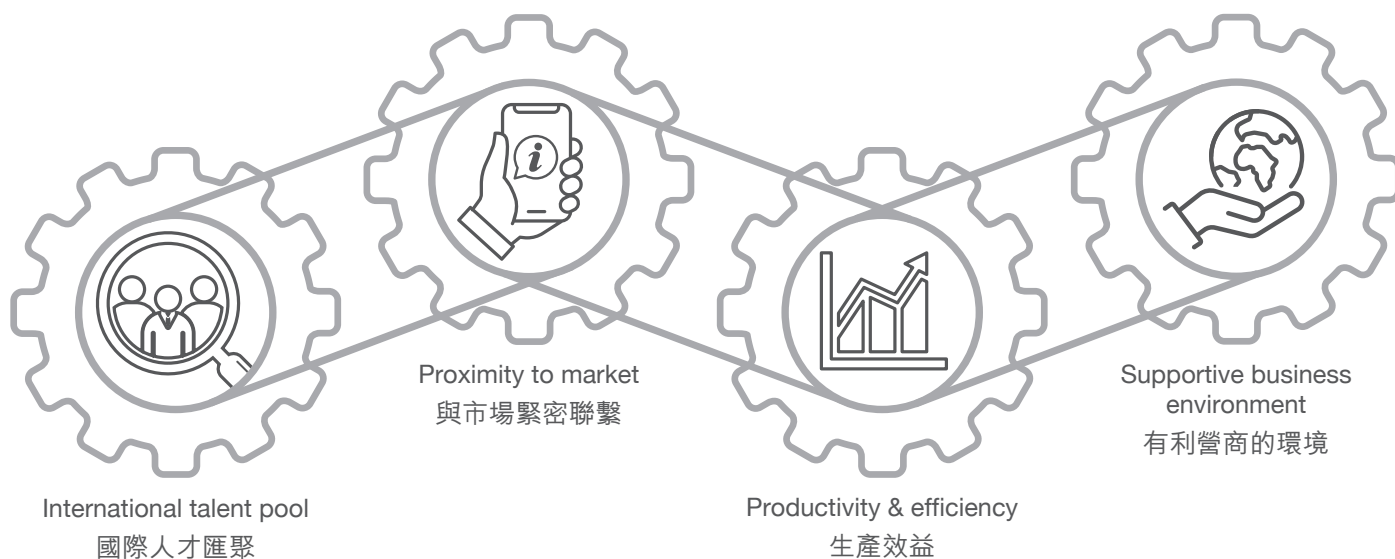 International talent pool
國際人才匯聚
Proximity to market
與市場緊密聯繫
Productivity & efficiency
生產效益
Supportive business
environment
有利營商的環境